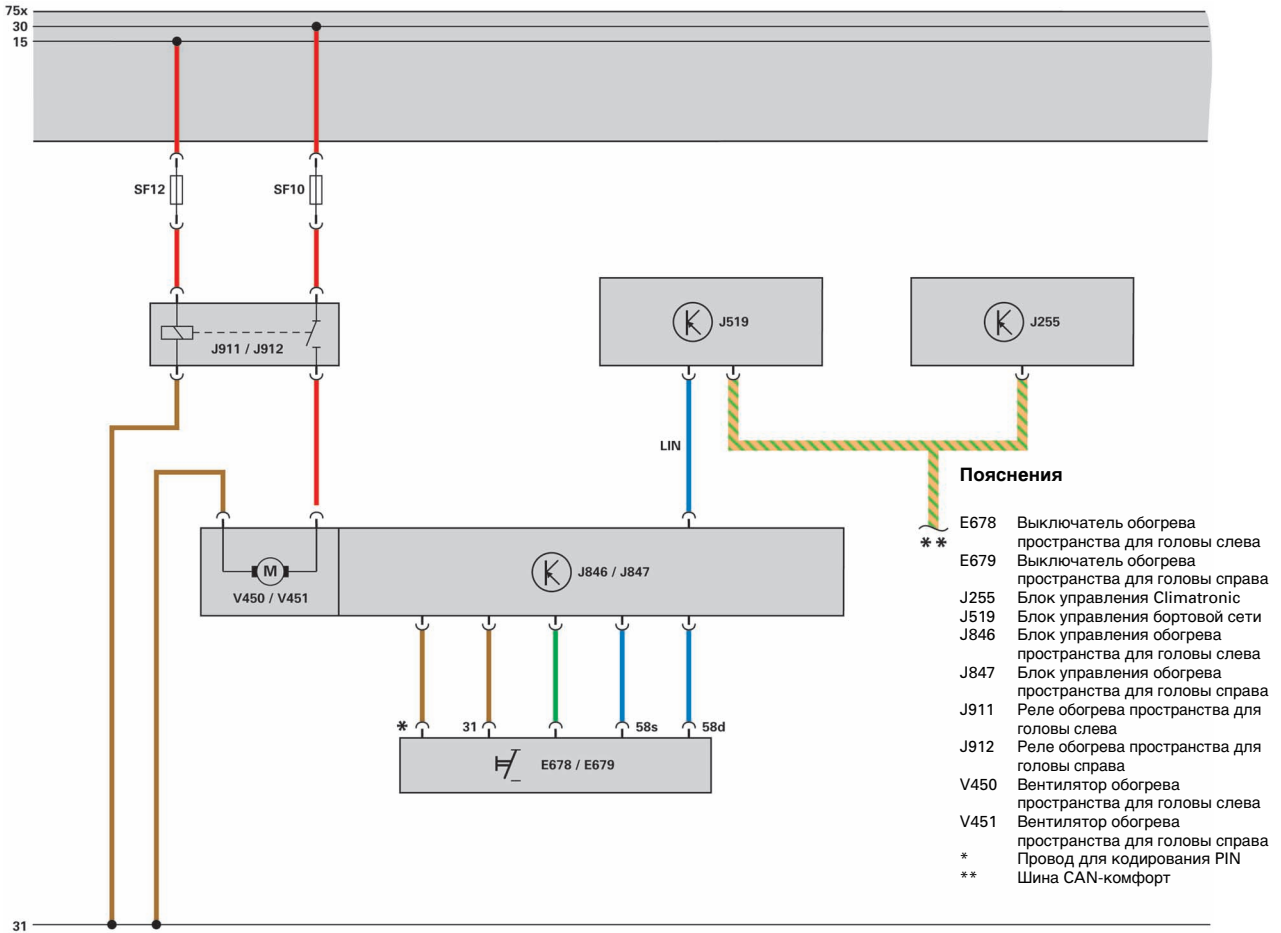 75x
30
15
SF12
SF10
J911 / J912
J519
J255
LIN
**
M
V450 / V451
J846 / J847
*
31
58s
58d
E678 / E679
Пояснения
E678 Выключатель обогрева
пространства для головы слева
E679 Выключатель обогрева
пространства для головы справа
J255 Блок управления Climatronic
J519 Блок управления бортовой сети
J846 Блок управления обогрева
пространства для головы слева
J847 Блок управления обогрева
пространства для головы справа
J911 Реле обогрева пространства для
головы слева
J912 Реле обогрева пространства для
головы справа
V450 Вентилятор обогрева
пространства для головы слева
V451 Вентилятор обогрева
пространства для головы справа
* Провод для кодирования PIN
** Шина CAN-комфорт
31